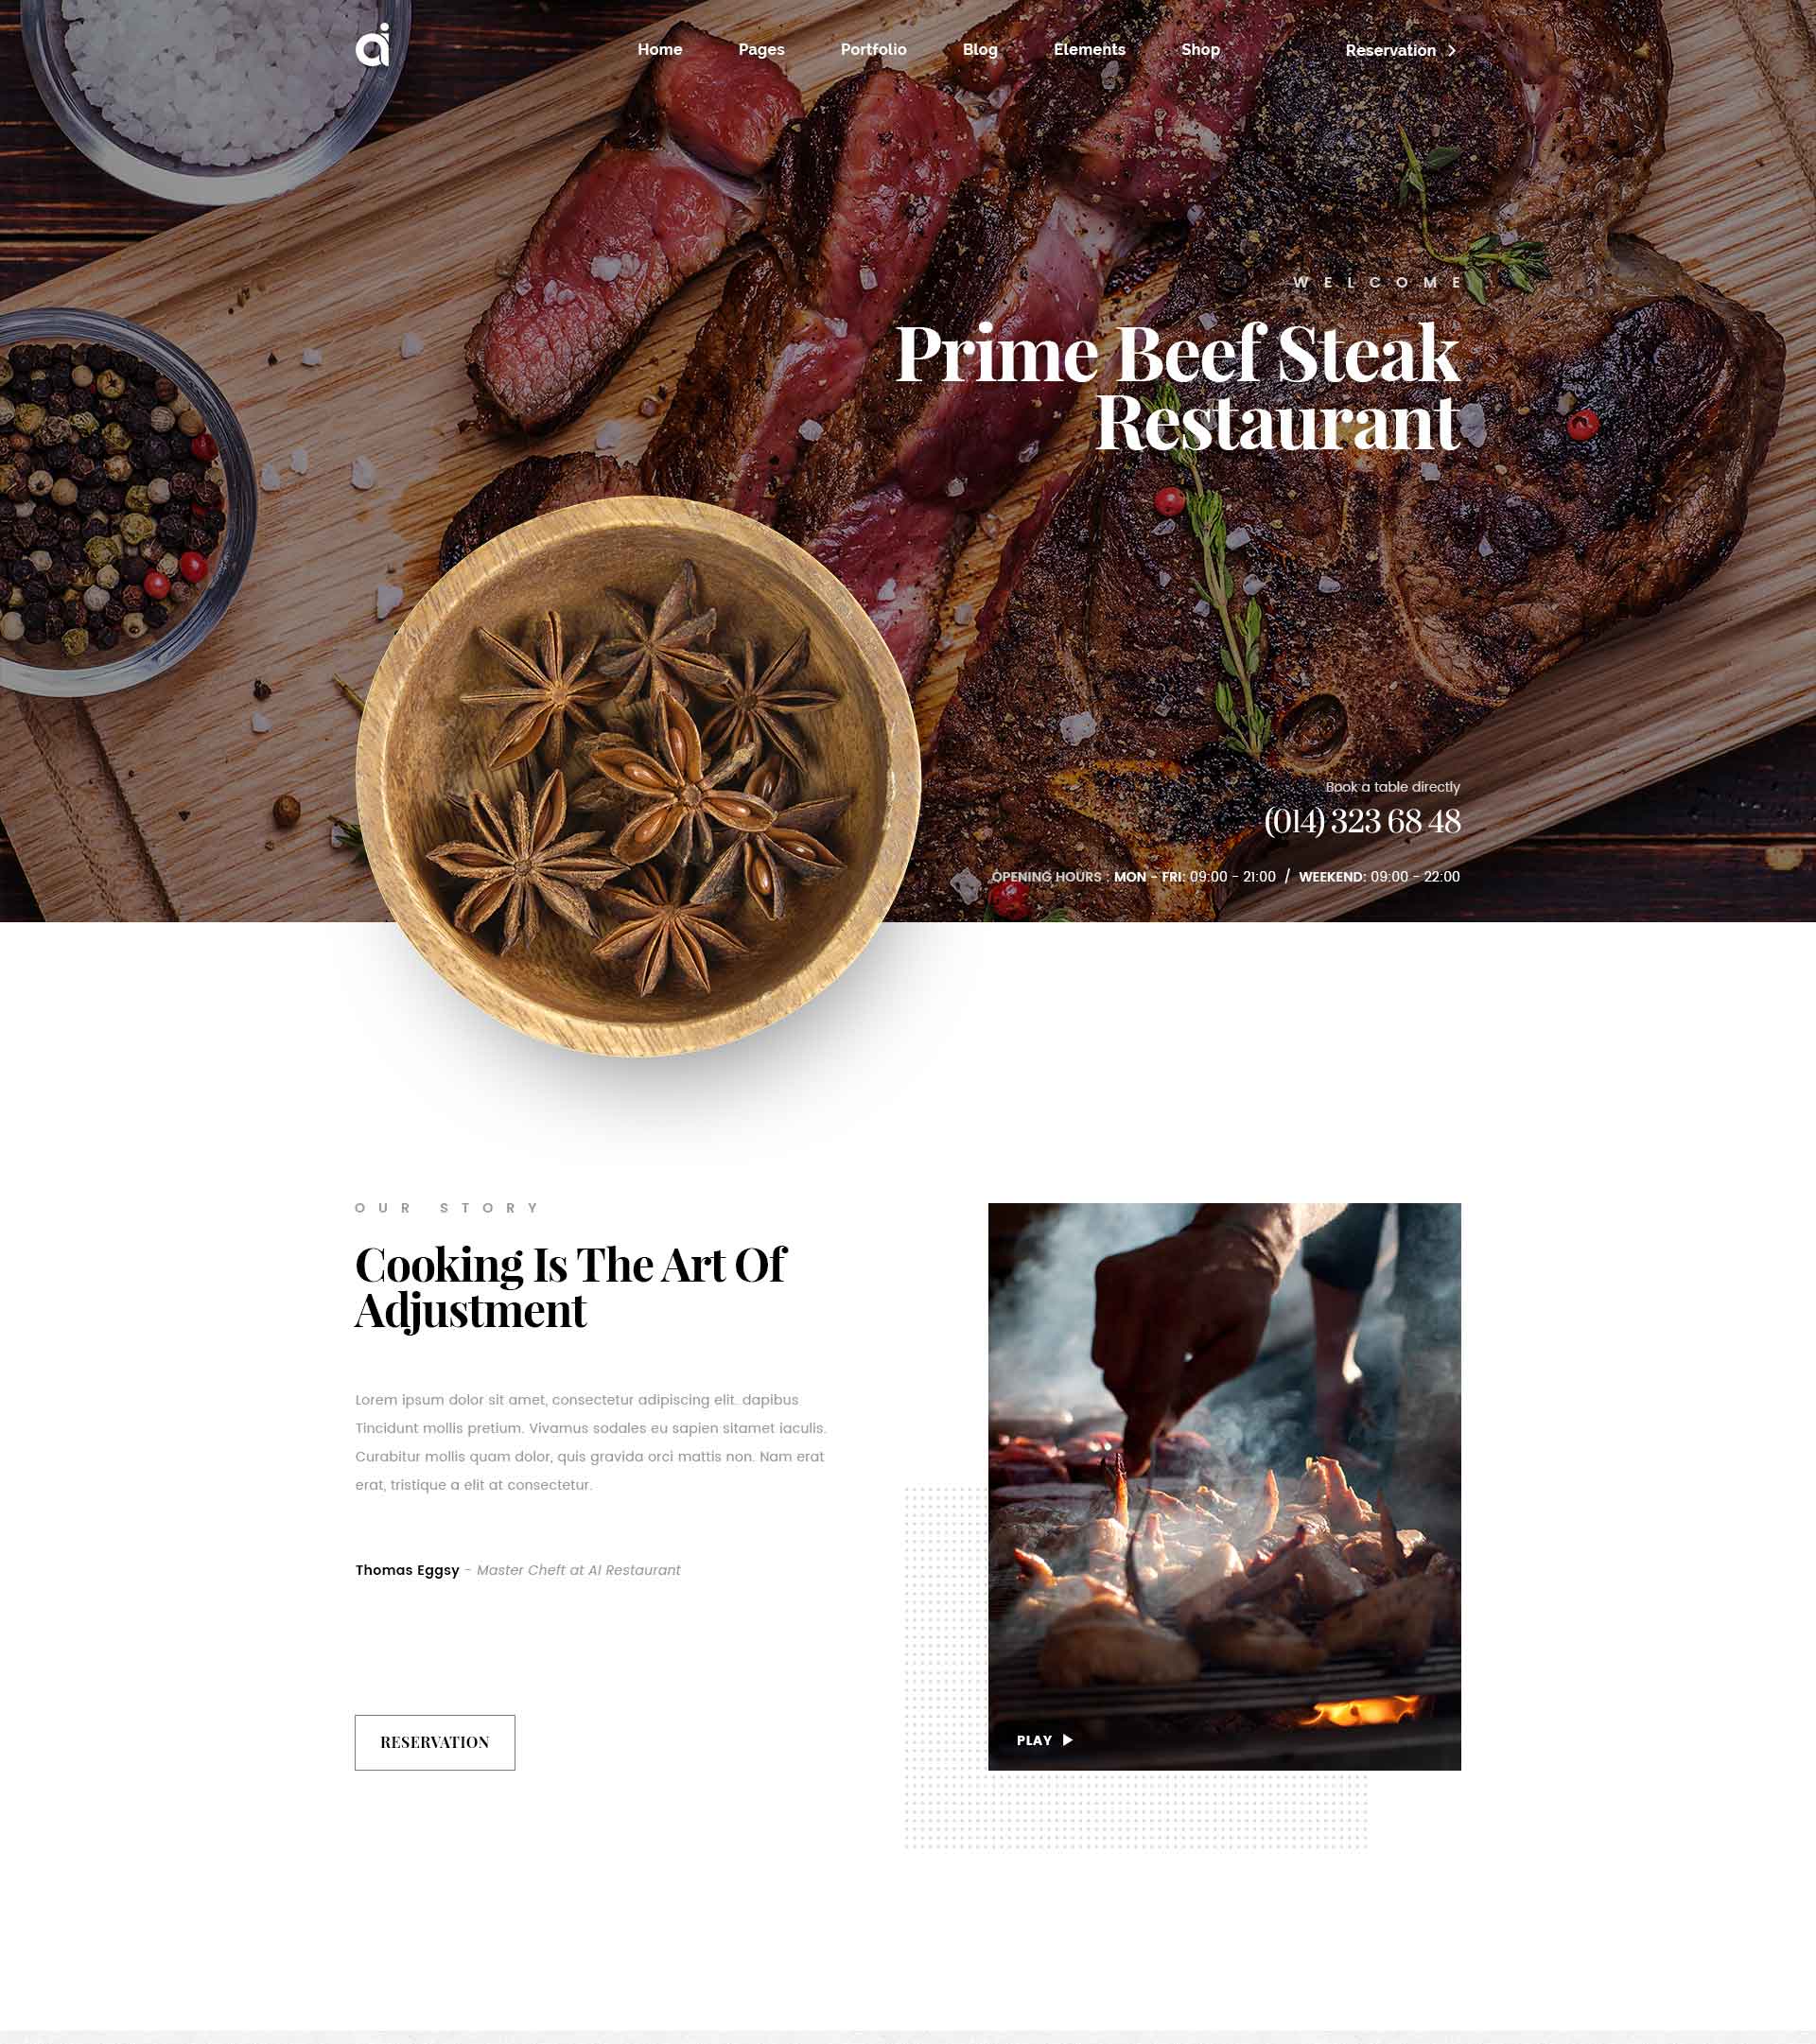 ai
Home Pages Portfolio Blog Elements Shop Reservation
WELCOME
Prime Beef Steak
Restaurant
Book a table directly
(014) 323 68 48
OPENING HOURS : MON - FRI: 09:00 - 21:00 / WEEKEND: 09:00 - 22:00
OUR STORY
Cooking Is The Art Of
Adjustment
Lorem ipsum dolor sit amet, consectetur adipiscing elit. dapibus
Tincidunt mollis pretium. Vivamus sodales eu sapien sitamet iaculis.
Curabitur mollis quam dolor, quis gravida orci mattis non. Nam erat
erat, tristique a elit at consectetur.
Thomas Eggsy - Master Cheft at AI Restaurant
RESERVATION
PLAY